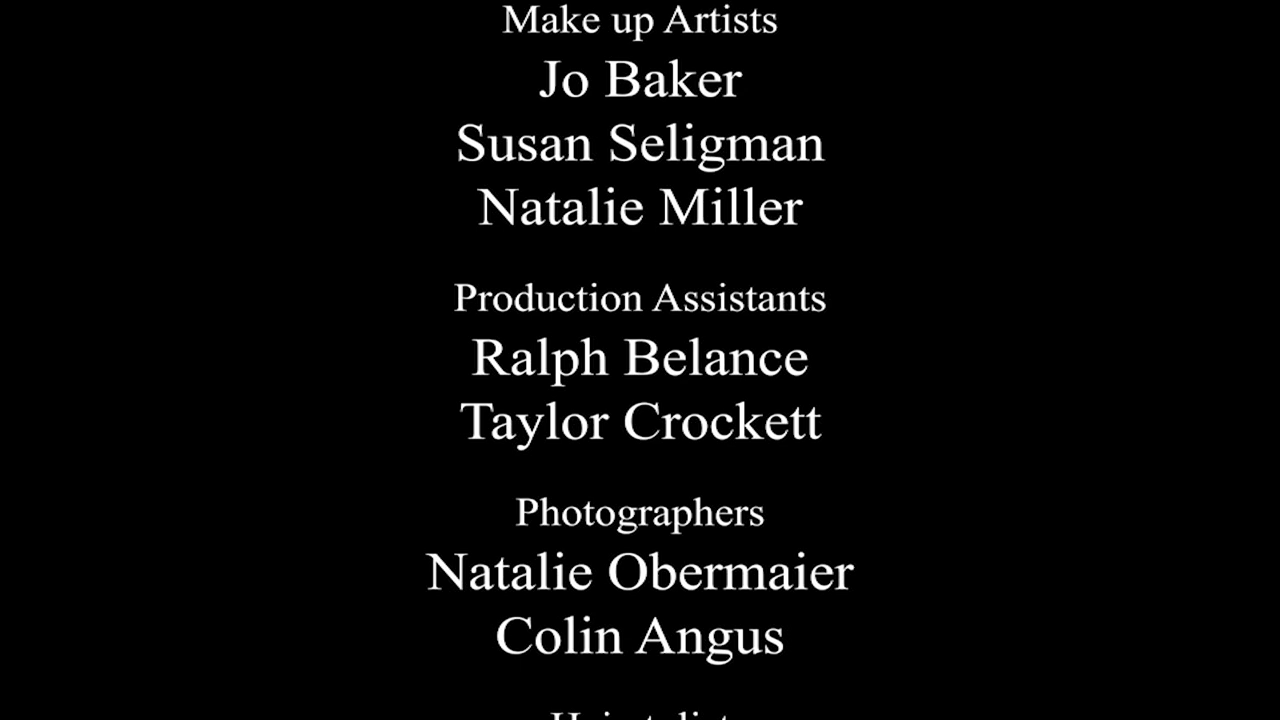 Make up Artists
Jo Baker
Susan Seligman
Natalie Miller
Production Assistants
Ralph Belance
Taylor Crockett
Photographers
Natalie Obermaier
Colin Angus